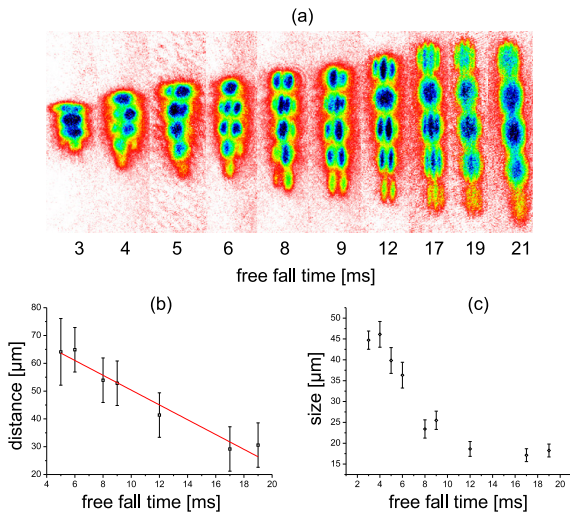 (a)
3 4 5 6 8 9 12 17 19 21
free fall time [ms]
(b)
80
70
60
50
40
30
20
distance [µm]
4 6 8 10 12 14 16 18 20
free fall time [ms]
(c)
50
45
40
35
30
25
20
15
size [µm]
2 4 6 8 10 12 14 16 18 20
free fall time [ms]